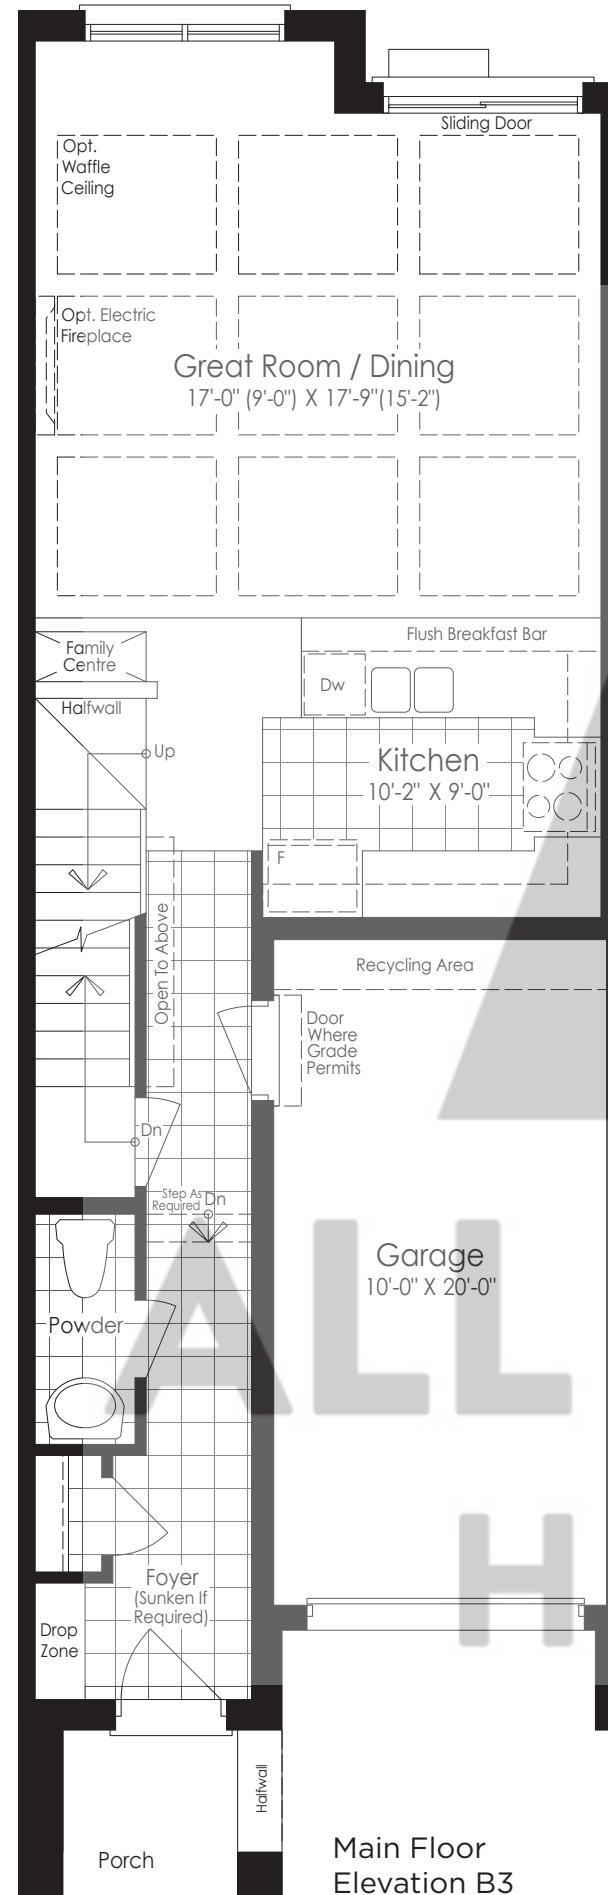 Sliding Door
Opt.
Waffle
Ceiling
Opt. Electric
Fireplace
Great Room / Dining
17'-0" (9'-0") X 17'-9"(15'-2")
Flush Breakfast Bar
Family
Centre
Dw
Halfwall
Up
Kitchen
10'-2" X 9'-0"
F
Open To Above
Recycling Area
Door
Where
Grade
Permits
Dn
Step As
Required
Dn
Garage
10'-0" X 20'-0"
Powder
ALL
H
Foyer
(Sunken If
Required)
Drop
Zone
Halfwall
Porch
Main Floor
Elevation B3